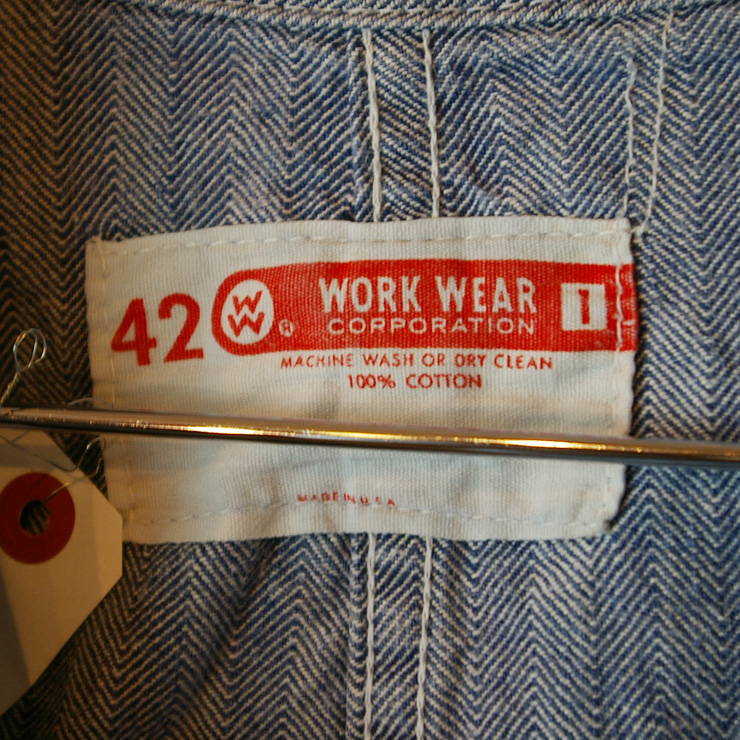 42 WW ® WORK WEAR 1
CORPORATION
MACHINE WASH OR DRY CLEAN
100% COTTON
MADE IN U.S.A.